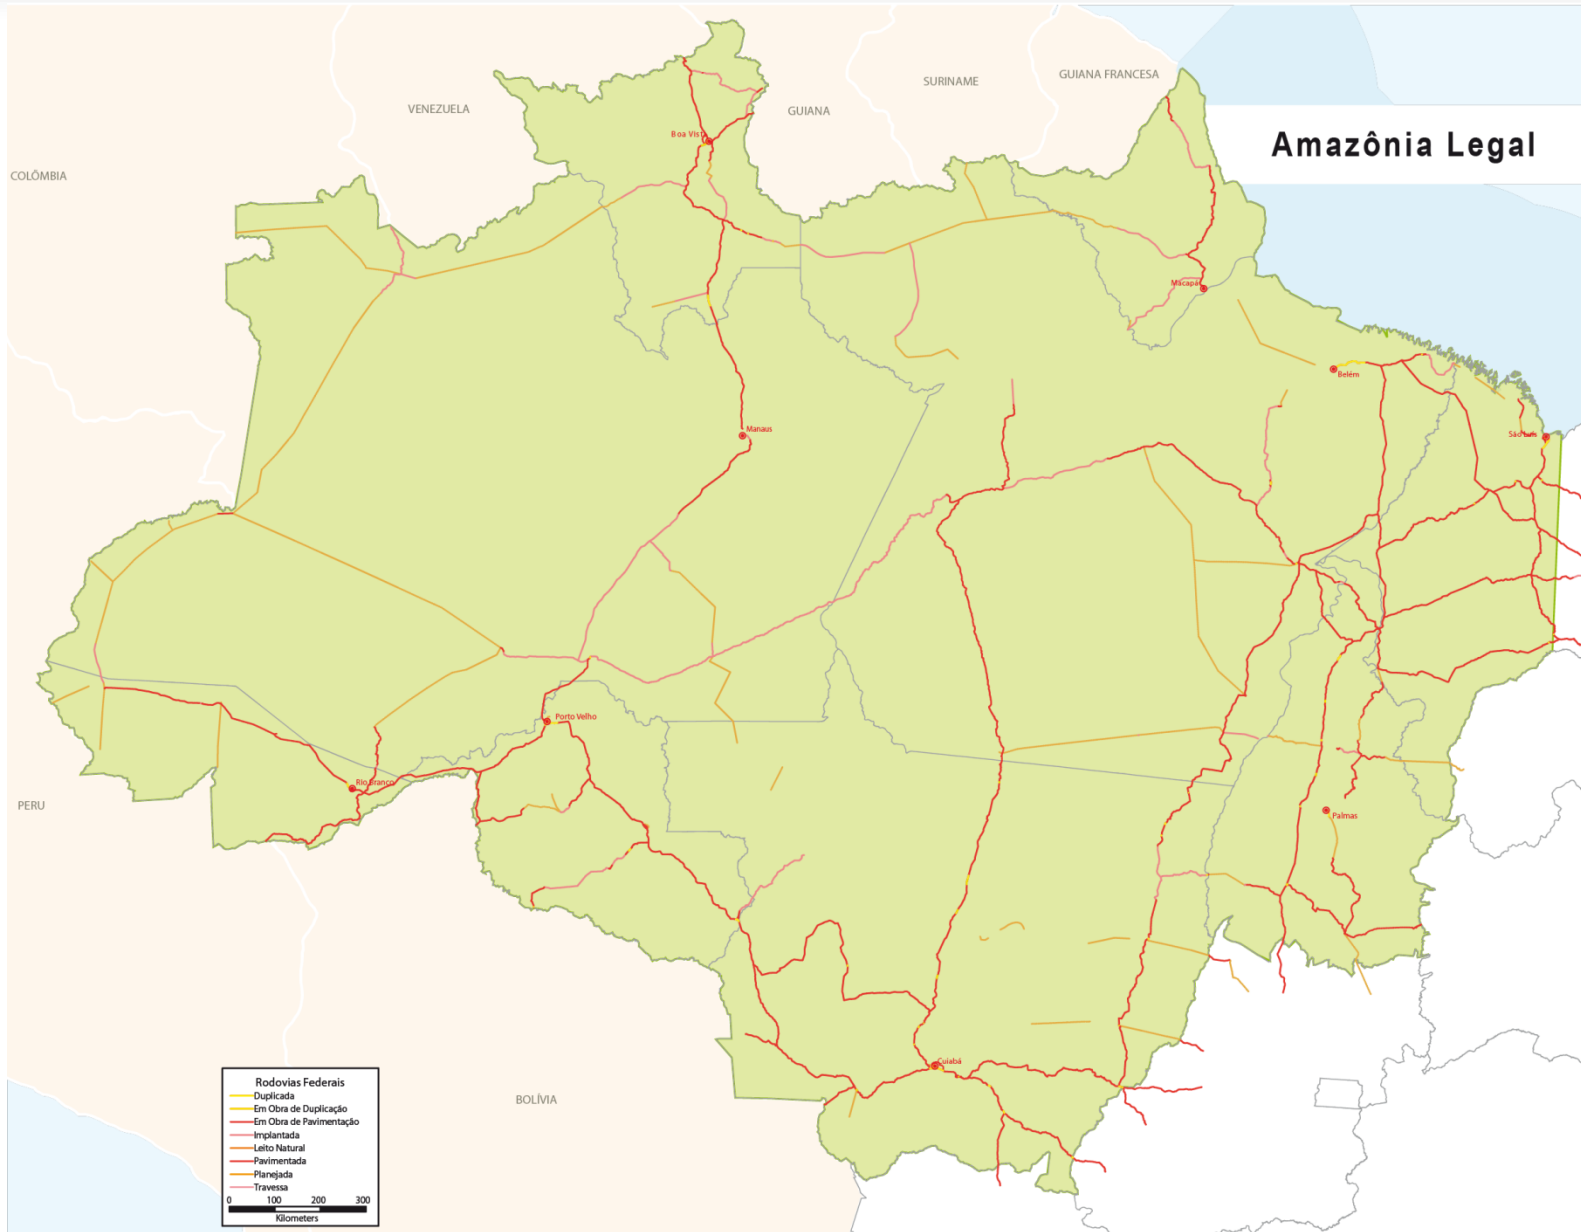 GUIANA FRANCESA
SURINAME
VENEZUELA
GUIANA
Boa Vista
Amazônia Legal
COLÔMBIA
Macapá
Belém
Manaus
São Luís
Porto Velho
Rio Branco
PERU
Palmas
Cuiabá
BOLÍVIA
Rodovias Federais
Duplicada
Em Obra de Duplicação
Em Obra de Pavimentação
Implantada
Leito Natural
Pavimentada
Planejada
Travessa
0 100 200 300
Kilometers